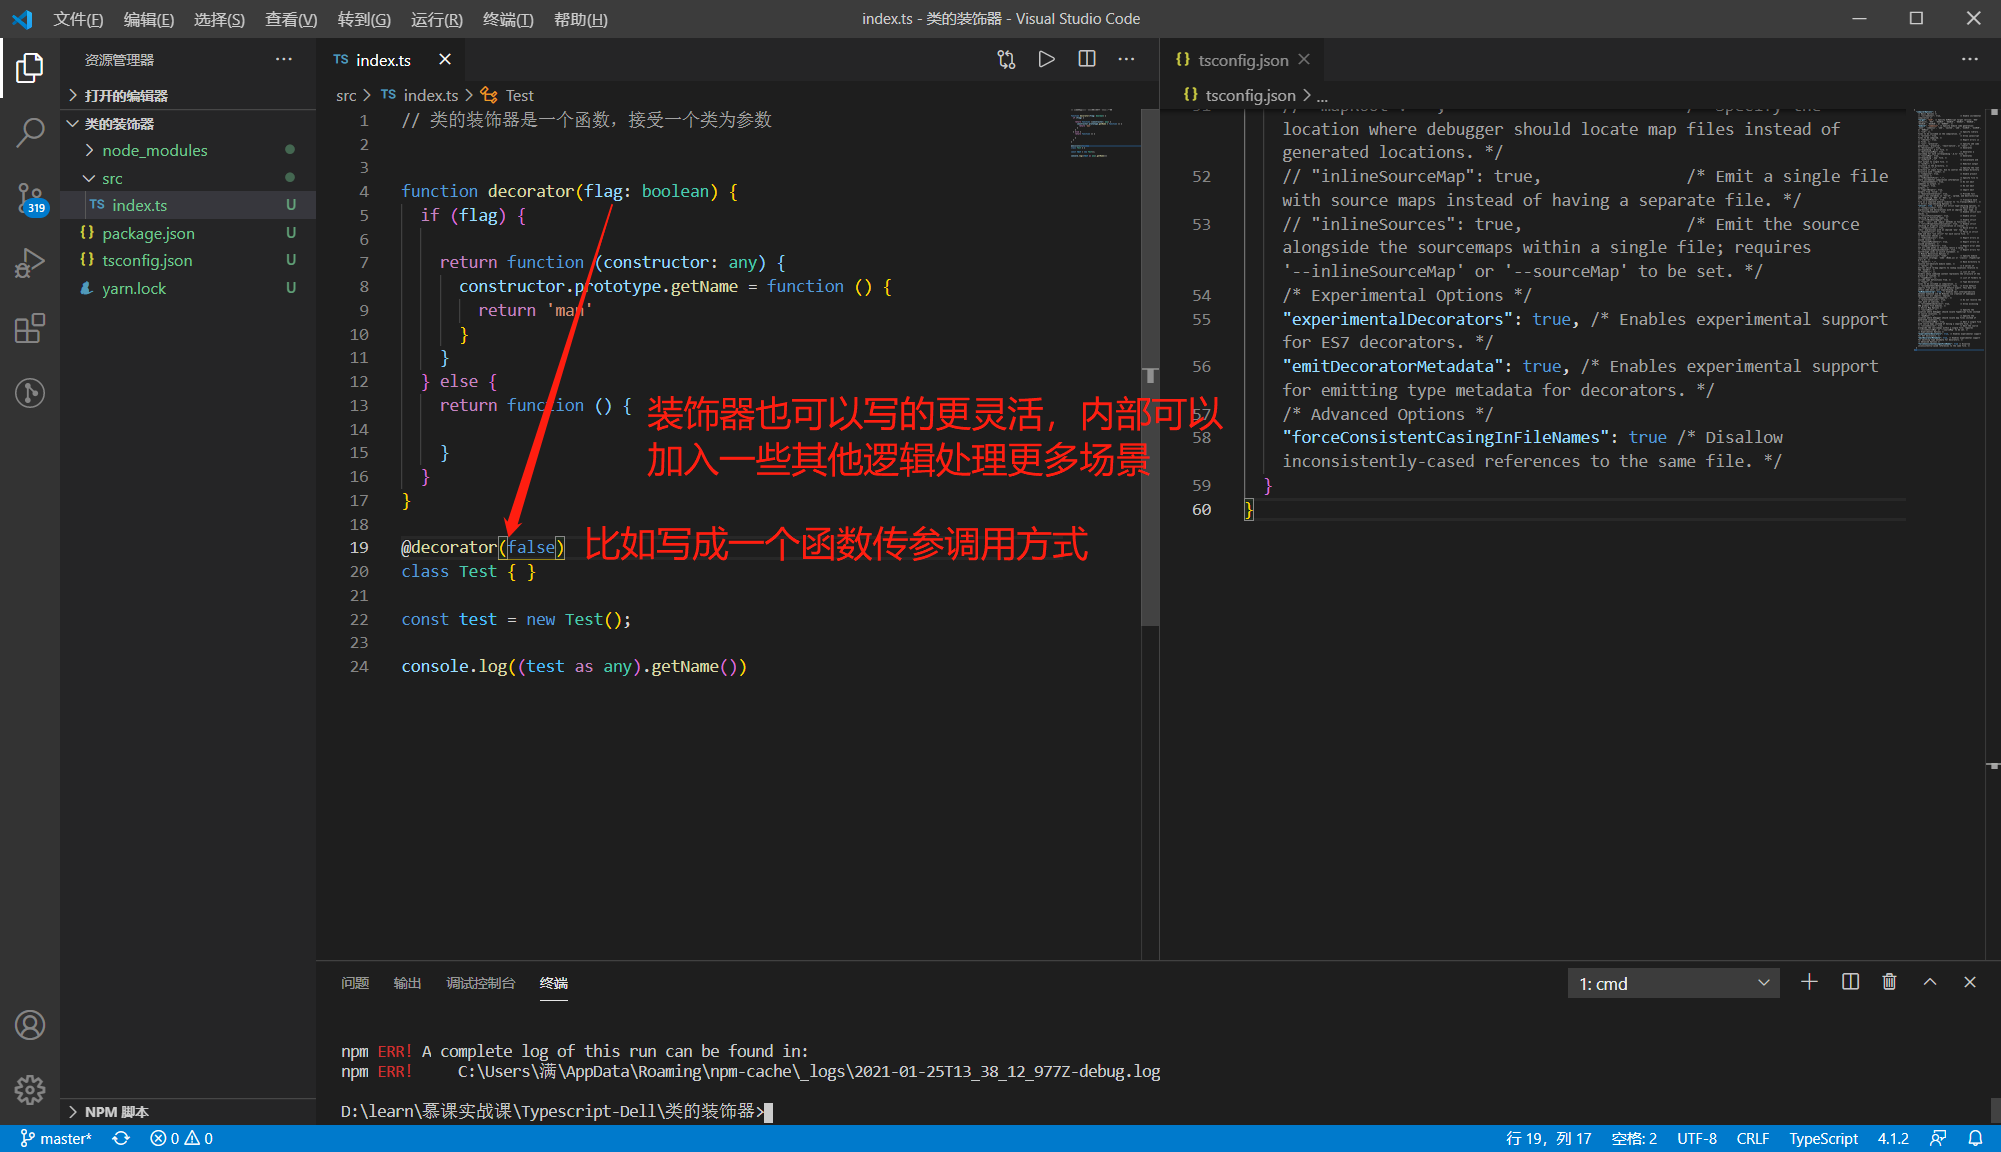 文件(F) 编辑(E) 选择(S) 查看(V) 转到(G) 运行(R) 终端(T) 帮助(H) index.ts - 类的装饰器 - Visual Studio Code
资源管理器
打开的编辑器
类的装饰器
node_modules
src
TS index.ts U
{} package.json U
{} tsconfig.json U
yarn.lock U
NPM 脚本
319
TS index.ts
src > TS index.ts > Test
1 // 类的装饰器是一个函数，接受一个类为参数
2
3
4 function decorator(flag: boolean) {
5 if (flag) {
6
7 return function (constructor: any) {
8 constructor.prototype.getName = function () {
9 return 'man'
10 }
11 }
12 } else {
13 return function () {
14
15 }
16 }
17 }
18
19 @decorator(false)
20 class Test { }
21
22 const test = new Test();
23
24 console.log((test as any).getName())
装饰器也可以写的更灵活，内部可以
加入一些其他逻辑处理更多场景
比如写成一个函数传参调用方式
{} tsconfig.json
{} tsconfig.json > ...
location where debugger should locate map files instead of
generated locations. */
52 // "inlineSourceMap": true, /* Emit a single file
with source maps instead of having a separate file. */
53 // "inlineSources": true, /* Emit the source
alongside the sourcemaps within a single file; requires
'--inlineSourceMap' or '--sourceMap' to be set. */
54 /* Experimental Options */
55 "experimentalDecorators": true, /* Enables experimental support
for ES7 decorators. */
56 "emitDecoratorMetadata": true, /* Enables experimental support
for emitting type metadata for decorators. */
57 /* Advanced Options */
58 "forceConsistentCasingInFileNames": true /* Disallow
inconsistently-cased references to the same file. */
59 }
60 }
问题 输出 调试控制台 终端 1: cmd
npm ERR! A complete log of this run can be found in:
npm ERR! C:\Users\满\AppData\Roaming\npm-cache\_logs\2021-01-25T13_38_12_977Z-debug.log
D:\learn\慕课实战课\Typescript-Dell\类的装饰器>
master* 0 0 行 19，列 17 空格: 2 UTF-8 CRLF TypeScript 4.1.2